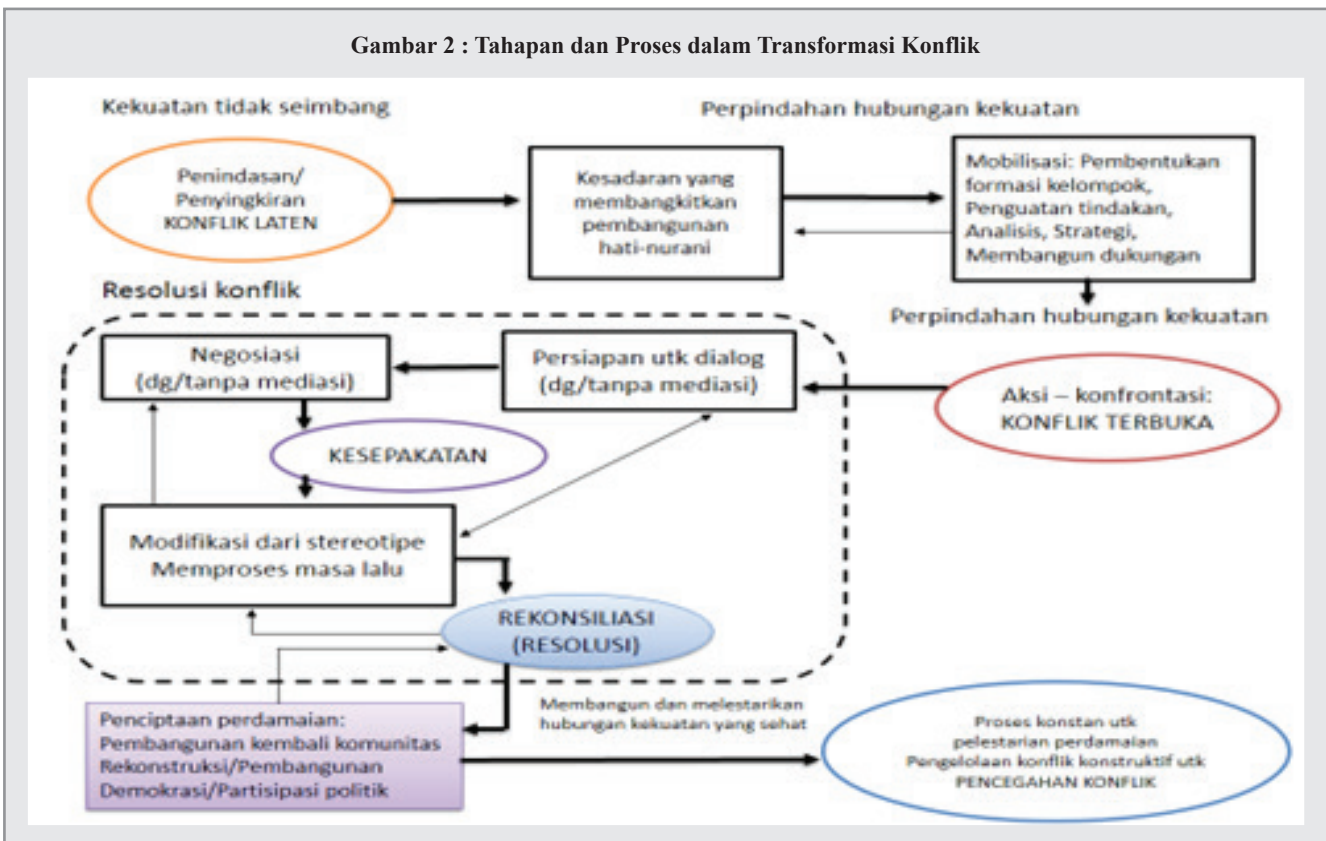 Gambar 2 : Tahapan dan Proses dalam Transformasi Konflik
Kekuatan tidak seimbang
Perpindahan hubungan kekuatan
Penindasan/
Penyingkiran
KONFLIK LATEN
Kesadaran yang
membangkitkan
pembangunan
hati-nurani
Mobilisasi: Pembentukan
formasi kelompok,
Penguatan tindakan,
Analisis, Strategi,
Membangun dukungan
Resolusi konflik
Perpindahan hubungan kekuatan
Negosiasi
(dg/tanpa mediasi)
Persiapan utk dialog
(dg/tanpa mediasi)
Aksi – konfrontasi:
KONFLIK TERBUKA
KESEPAKATAN
Modifikasi dari stereotipe
Memproses masa lalu
REKONSILIASI
(RESOLUSI)
Penciptaan perdamaian:
Pembangunan kembali komunitas
Rekonstruksi/Pembangunan
Demokrasi/Partisipasi politik
Membangun dan melestarikan
hubungan kekuatan yang sehat
Proses konstan utk
pelestarian perdamaian
Pengelolaan konflik konstruktif utk
PENCEGAHAN KONFLIK